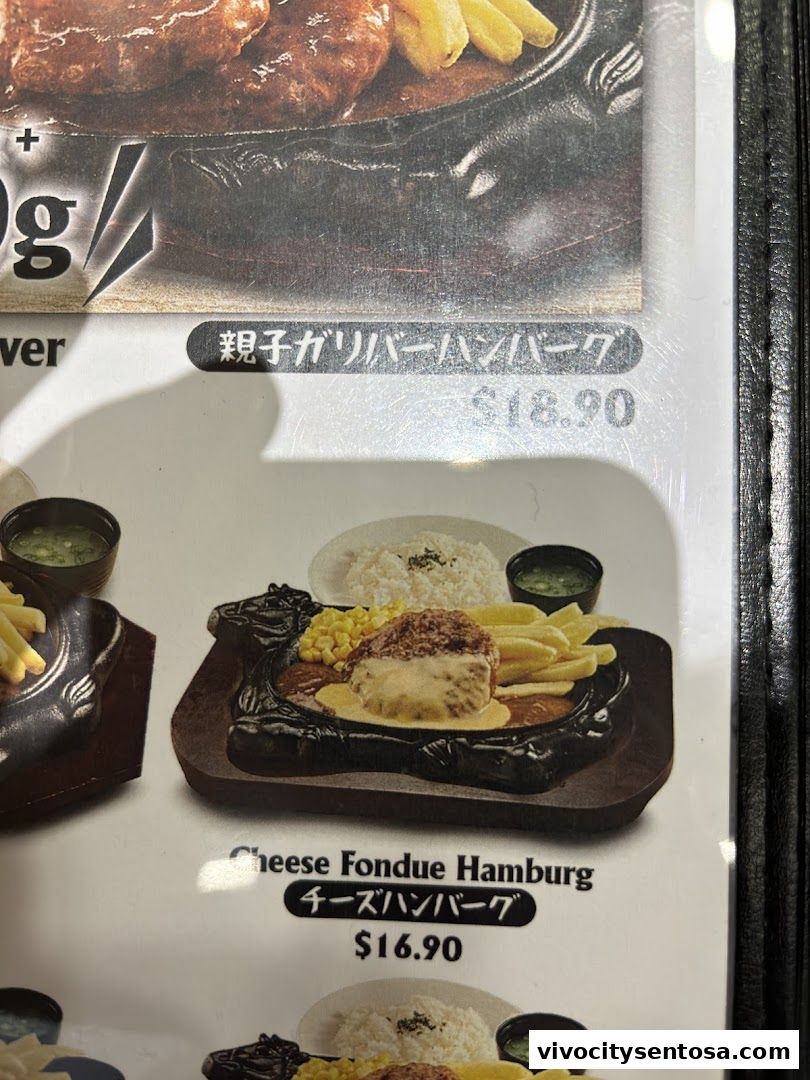 +
0g
ver
親子ガリバーハンバーグ
$18.90
Cheese Fondue Hamburg
チーズハンバーグ
$16.90
vivocitysentosa.com